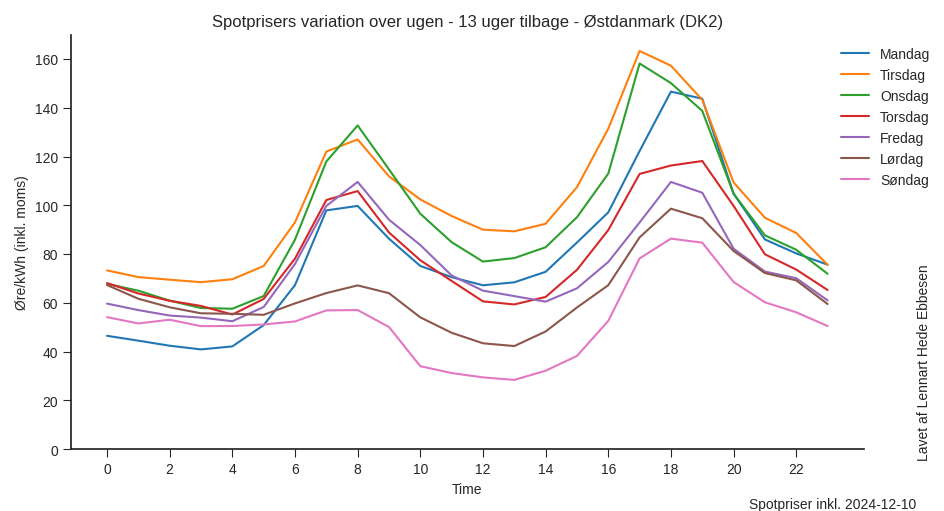 Spotprisers variation over ugen - 13 uger tilbage - Østdanmark (DK2)
Øre/kWh (inkl. moms)
160
140
120
100
80
60
40
20
0
0 2 4 6 8 10 12 14 16 18 20 22
Time
Mandag
Tirsdag
Onsdag
Torsdag
Fredag
Lørdag
Søndag
Lavet af Lennart Hede Ebbesen
Spotpriser inkl. 2024-12-10